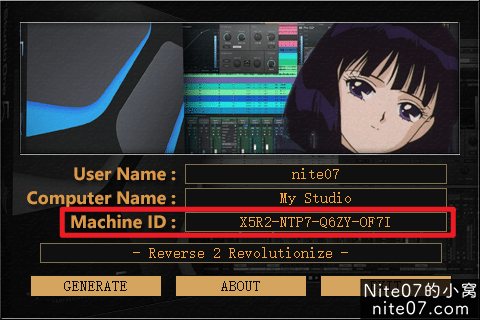 User Name : nite07
Computer Name : My Studio
Machine ID : X5R2-NTP7-Q6ZY-OF7I
- Reverse 2 Revolutionize -
GENERATE ABOUT
Nite07的小窝
nite07.com